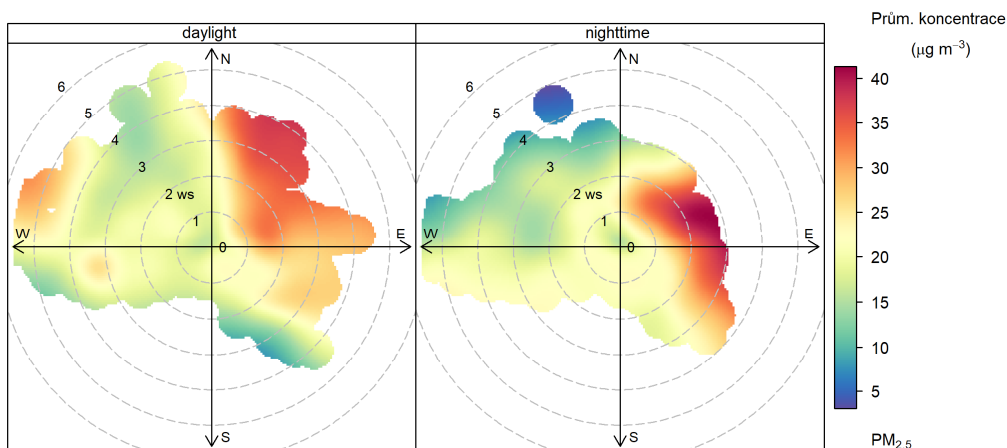 daylight
nighttime
Prům. koncentrace
(µg m⁻³)
N
6
5
4
3
2 ws
1
0
W
E
S
N
6
5
4
3
2 ws
1
0
W
E
S
40
35
30
25
20
15
10
5
PM₂.₅